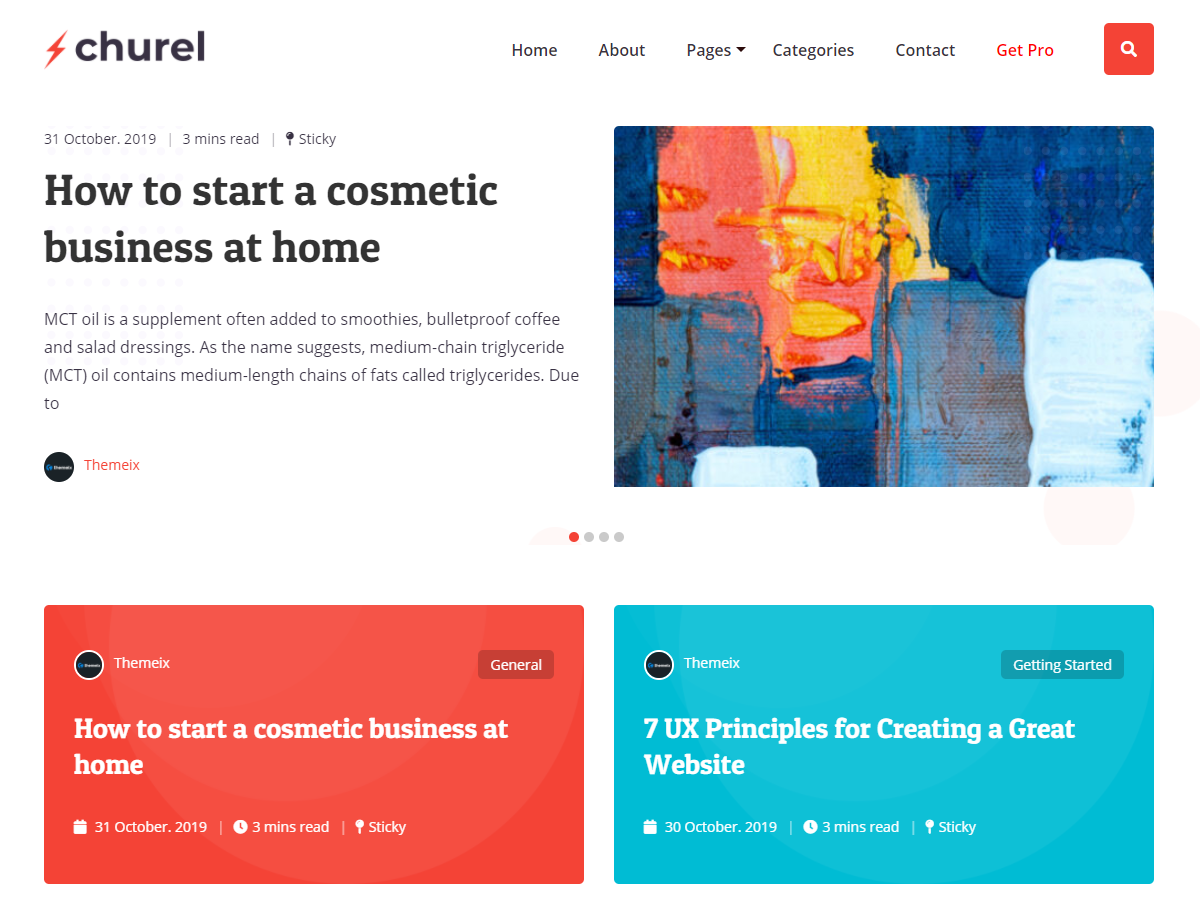 churel
Home About Pages Categories Contact Get Pro
31 October. 2019 | 3 mins read | Sticky
How to start a cosmetic
business at home
MCT oil is a supplement often added to smoothies, bulletproof coffee
and salad dressings. As the name suggests, medium-chain triglyceride
(MCT) oil contains medium-length chains of fats called triglycerides. Due
to
themeix
Themeix
themeix
Themeix
General
How to start a cosmetic business at
home
31 October. 2019 | 3 mins read | Sticky
themeix
Themeix
Getting Started
7 UX Principles for Creating a Great
Website
30 October. 2019 | 3 mins read | Sticky